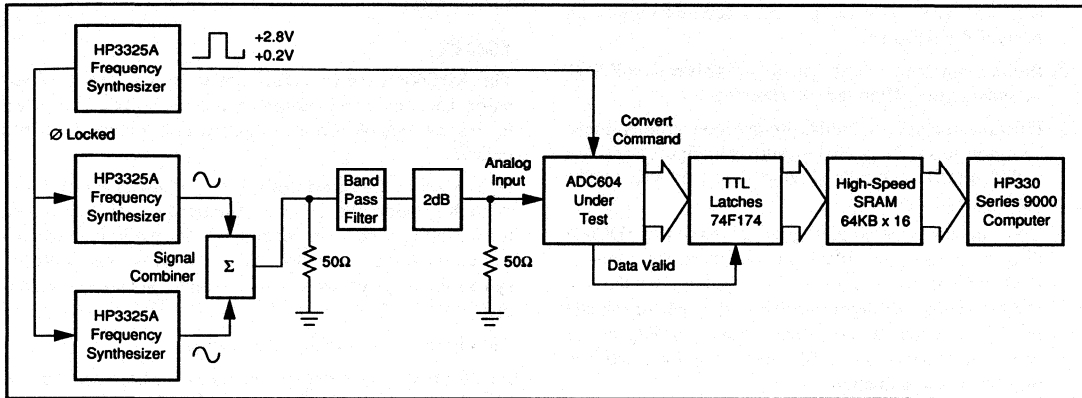 HP3325A
Frequency
Synthesizer
+2.8V
+0.2V
Ø Locked
HP3325A
Frequency
Synthesizer
Signal
Combiner
Σ
HP3325A
Frequency
Synthesizer
50Ω
Band
Pass
Filter
2dB
50Ω
Analog
Input
Convert
Command
ADC604
Under
Test
Data Valid
TTL
Latches
74F174
High-Speed
SRAM
64KB x 16
HP330
Series 9000
Computer